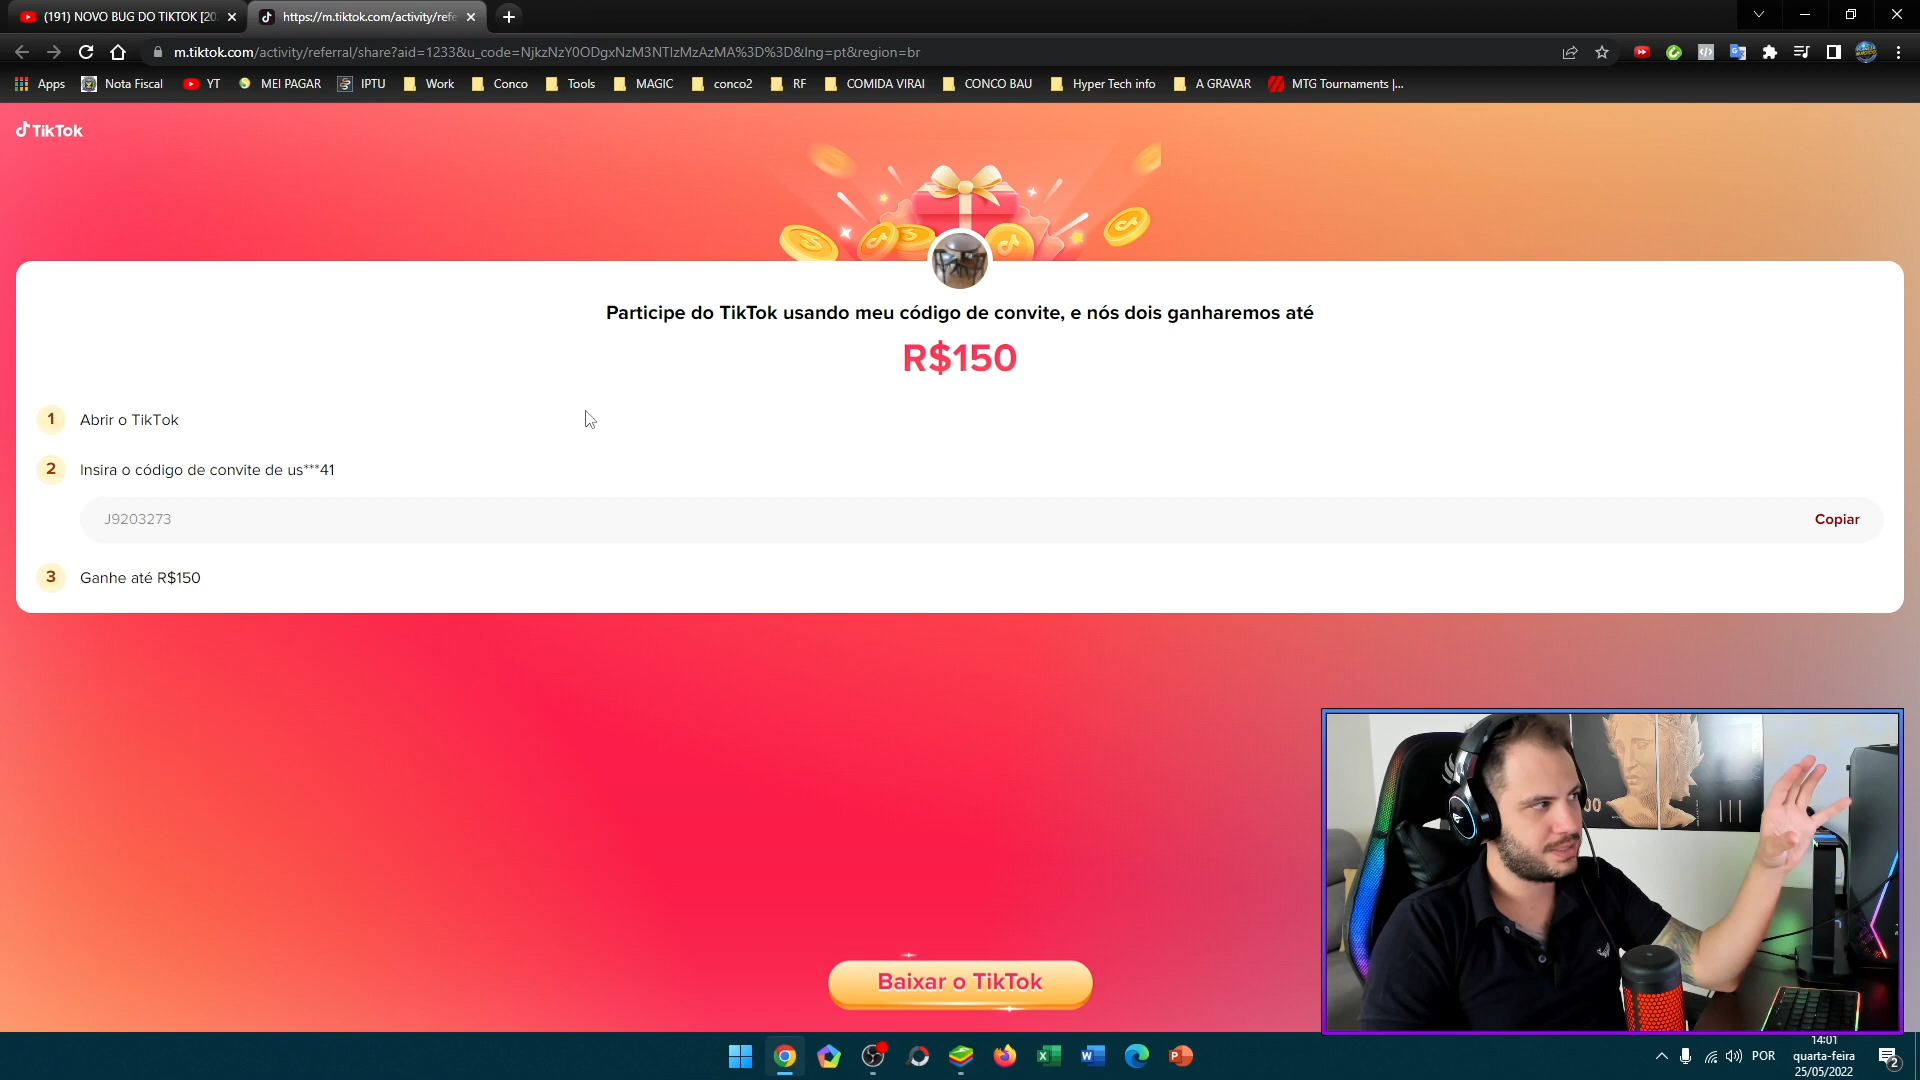 (191) NOVO BUG DO TIKTOK [20
https://m.tiktok.com/activity/refe
m.tiktok.com/activity/referral/share?aid=1233&u_code=NjkzNzY0ODgxNzM3NTIzMzAzMA%3D%3D&lng=pt&region=br
Apps Nota Fiscal YT MEI PAGAR IPTU Work Conco Tools MAGIC conco2 RF COMIDA VIRAl CONCO BAU Hyper Tech info A GRAVAR MTG Tournaments |...
TikTok
Participe do TikTok usando meu código de convite, e nós dois ganharemos até
R$150
1 Abrir o TikTok
2 Insira o código de convite de us***41
J9203273 Copiar
3 Ganhe até R$150
Baixar o TikTok
POR
14:01
quarta-feira
25/05/2022
2